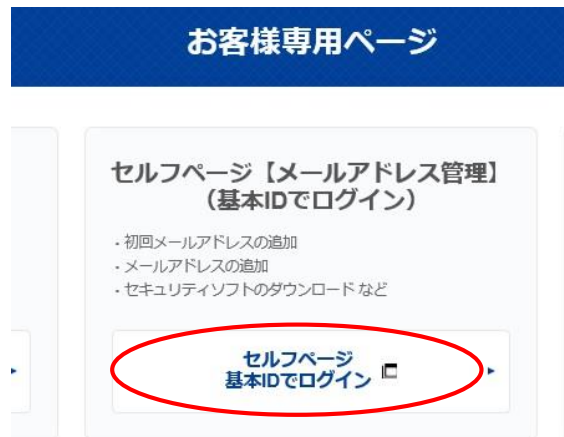 お客様専用ページ
セルフページ【メールアドレス管理】
（基本IDでログイン）
・初回メールアドレスの追加
・メールアドレスの追加
・セキュリティソフトのダウンロード など
セルフページ
基本IDでログイン